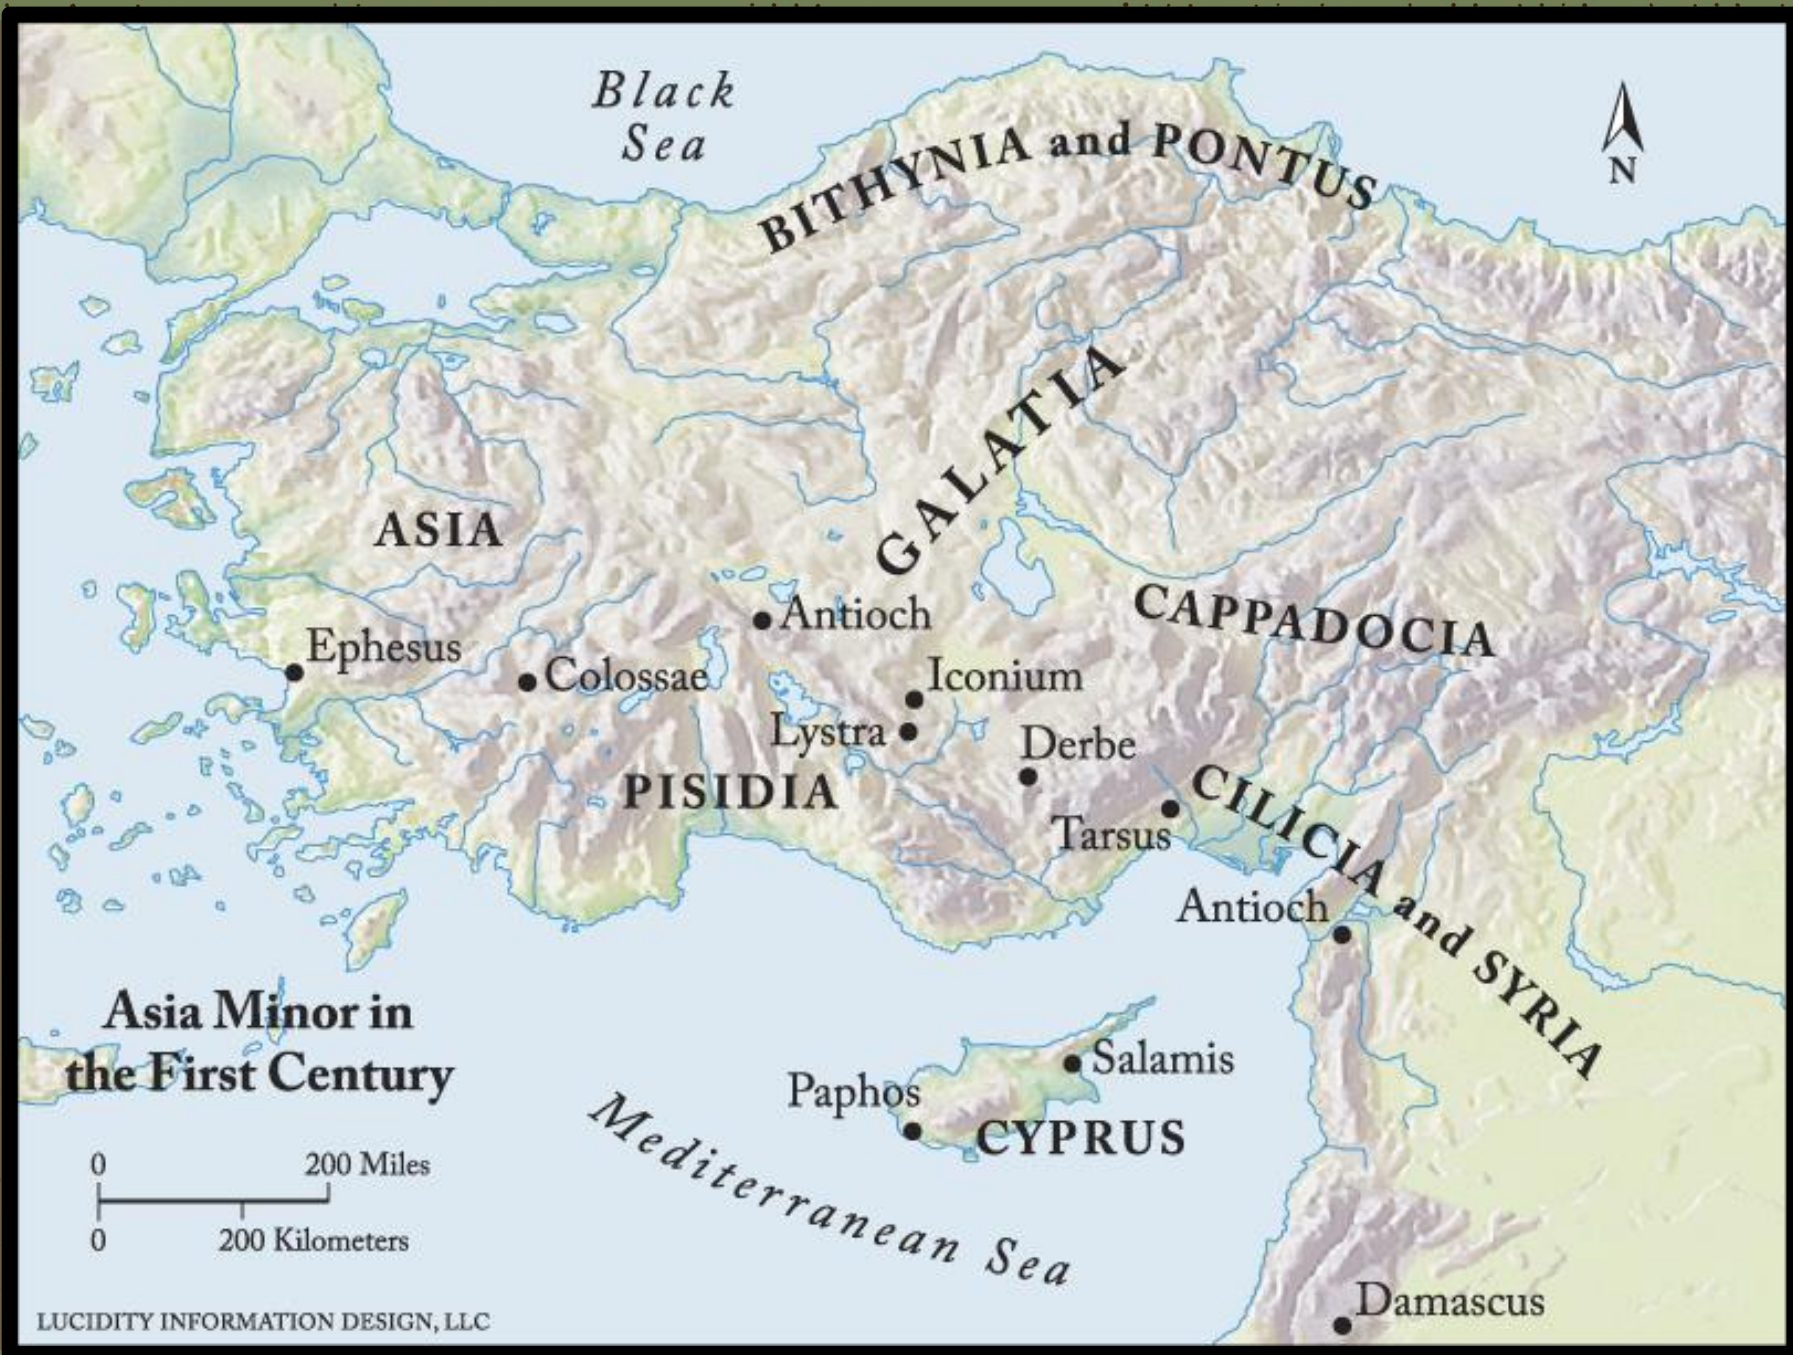 Black
Sea
BITHYNIA and PONTUS
N
GALATIA
ASIA
CAPPADOCIA
Antioch
Ephesus
Colossae
Iconium
Lystra
Derbe
PISIDIA
CILICIA and SYRIA
Tarsus
Antioch
Asia Minor in
the First Century
Salamis
Paphos
CYPRUS
Mediterranean Sea
0 200 Miles
0 200 Kilometers
Damascus
LUCIDITY INFORMATION DESIGN, LLC